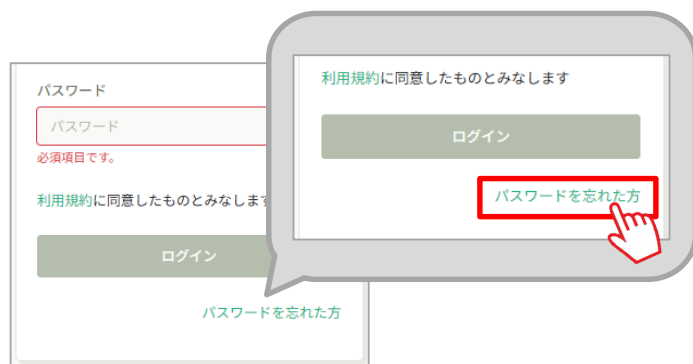 パスワード
パスワード
必須項目です。
利用規約に同意したものとみなします
ログイン
パスワードを忘れた方
利用規約に同意したものとみなします
ログイン
パスワードを忘れた方